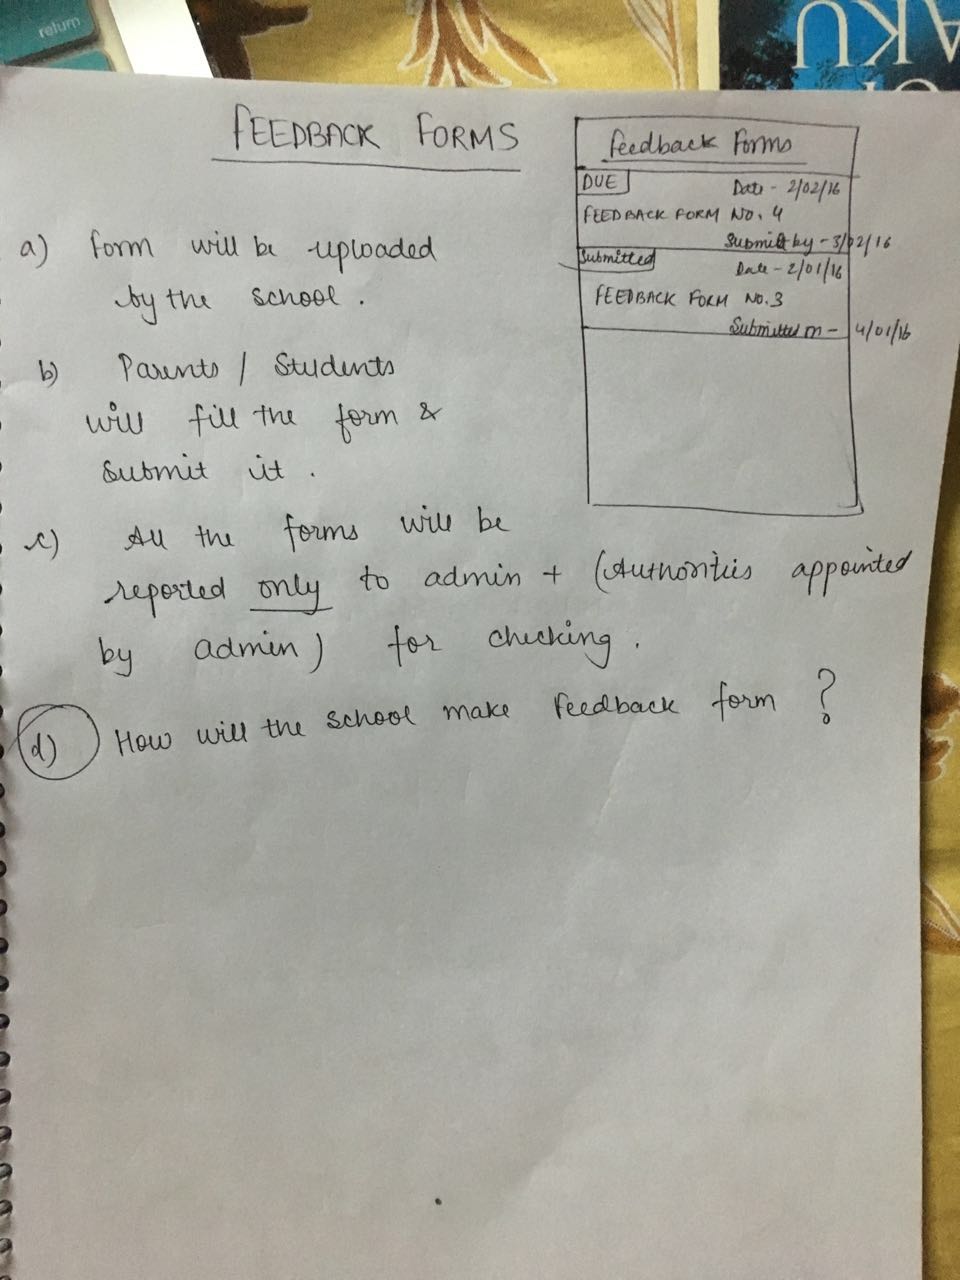 return
AKU
FEEDBACK FORMS
a) form will be uploaded
by the school.
b) Parents / Students
will fill the form &
submit it.
c) All the forms will be
reported only to admin + (Authorities appointed
by admin) for checking.
d) How will the school make feedback form ?
feedback forms
DUE
Date - 2/02/16
FEEDBACK FORM NO. 4
Submit by - 3/02/16
Submitted
Date - 2/01/16
FEEDBACK FORM NO. 3
Submitted on - 4/01/16